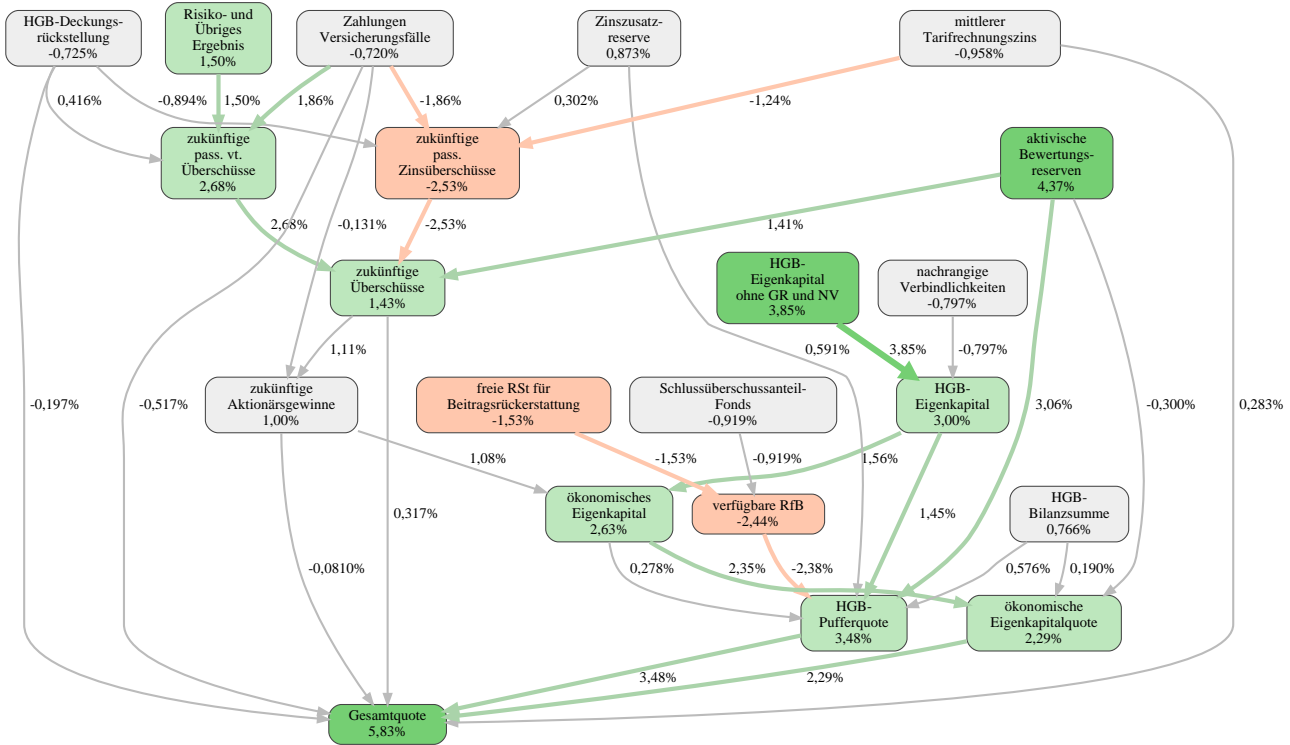 HGB-Deckungs-
rückstellung
-0,725%
Risiko- und
Übriges
Ergebnis
1,50%
Zahlungen
Versicherungsfälle
-0,720%
Zinszusatz-
reserve
0,873%
mittlerer
Tarifrechnungszins
-0,958%
0,416%
-0,894%
1,50%
1,86%
-1,86%
0,302%
-1,24%
zukünftige
pass. vt.
Überschüsse
2,68%
zukünftige
pass.
Zinsüberschüsse
-2,53%
aktivische
Bewertungs-
reserven
4,37%
2,68%
-0,131%
-2,53%
1,41%
zukünftige
Überschüsse
1,43%
HGB-
Eigenkapital
ohne GR und NV
3,85%
nachrangige
Verbindlichkeiten
-0,797%
1,11%
0,591%
3,85%
-0,797%
zukünftige
Aktionärsgewinne
1,00%
freie RSt für
Beitragsrückerstattung
-1,53%
Schlussüberschussanteil-
Fonds
-0,919%
HGB-
Eigenkapital
3,00%
-0,197%
-0,517%
3,06%
-0,300%
0,283%
1,08%
-1,53%
-0,919%
1,56%
ökonomisches
Eigenkapital
2,63%
verfügbare RfB
-2,44%
HGB-
Bilanzsumme
0,766%
0,317%
1,45%
-0,0810%
0,278%
2,35%
-2,38%
0,576%
0,190%
HGB-
Pufferquote
3,48%
ökonomische
Eigenkapitalquote
2,29%
3,48%
2,29%
Gesamtquote
5,83%